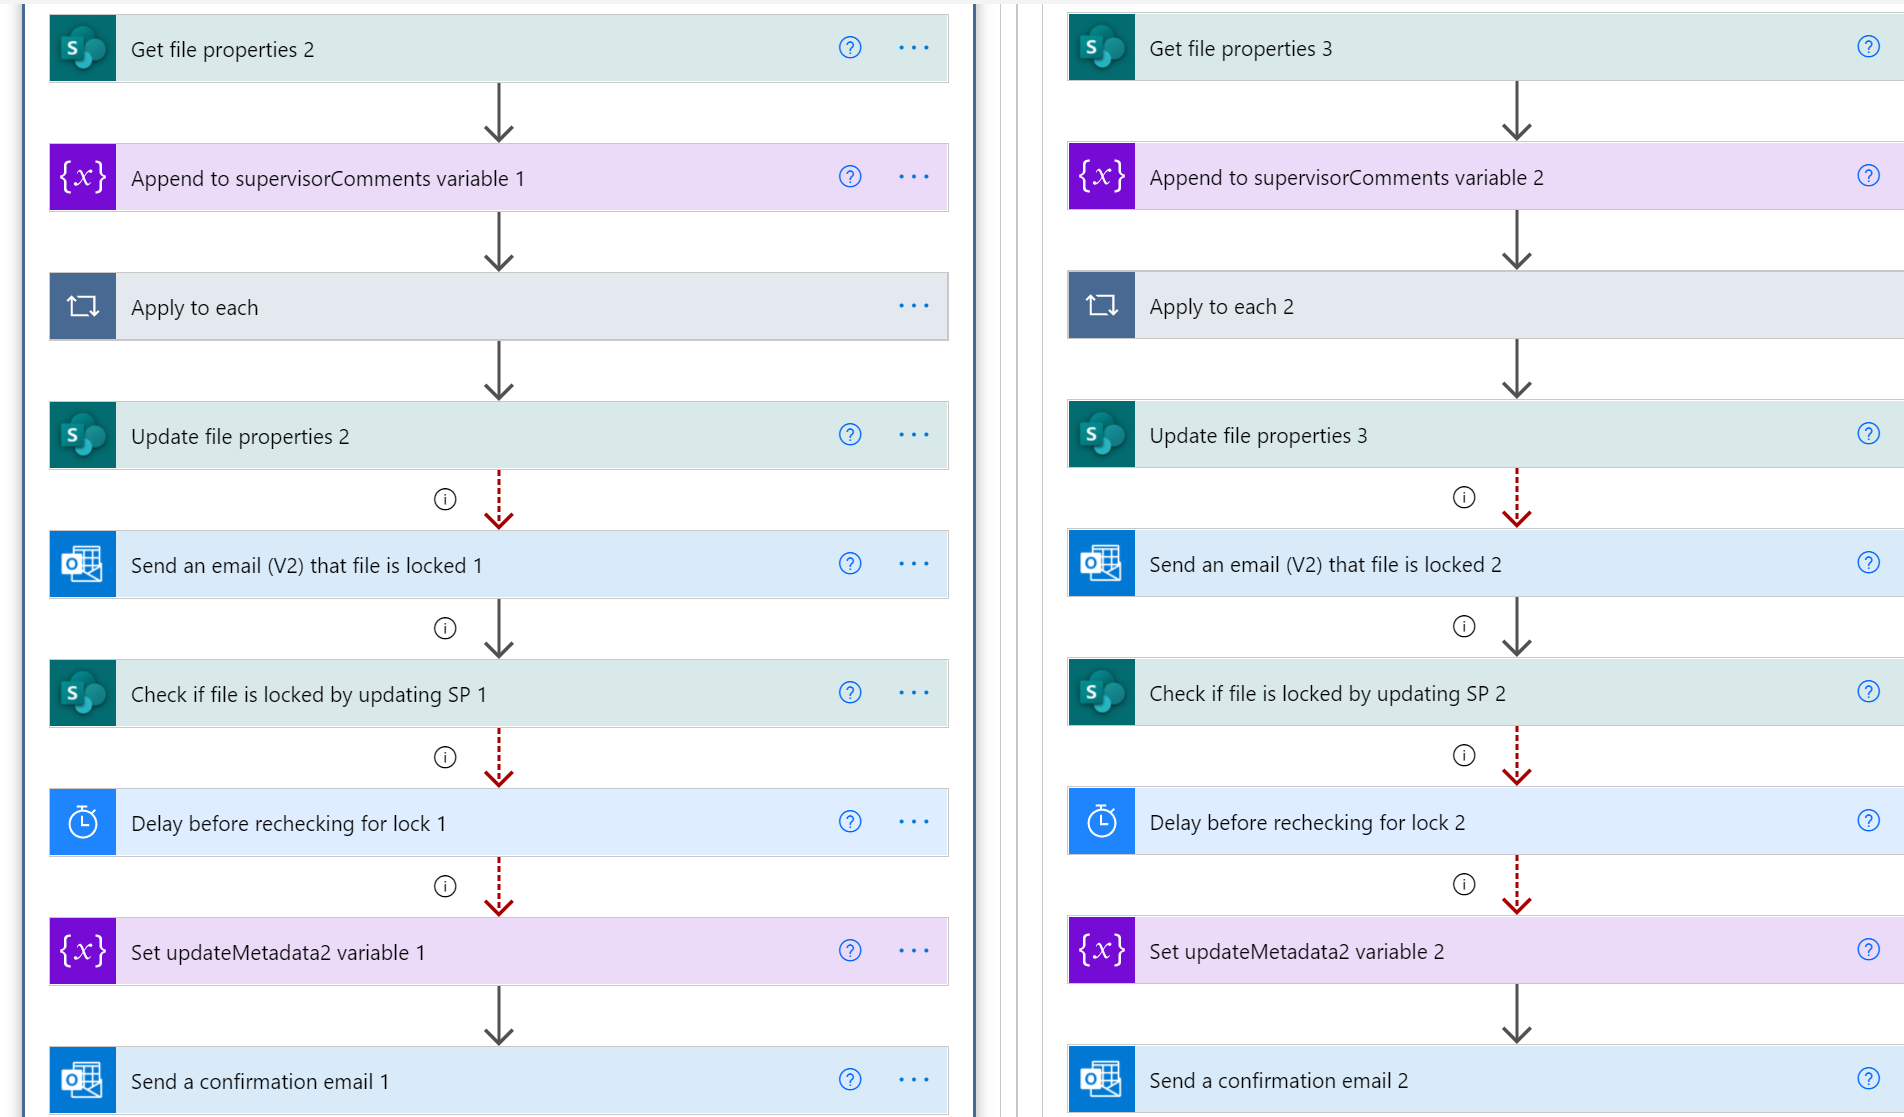 Get file properties 2
Append to supervisorComments variable 1
Apply to each
Update file properties 2
Send an email (V2) that file is locked 1
Check if file is locked by updating SP 1
Delay before rechecking for lock 1
Set updateMetadata2 variable 1
Send a confirmation email 1
Get file properties 3
Append to supervisorComments variable 2
Apply to each 2
Update file properties 3
Send an email (V2) that file is locked 2
Check if file is locked by updating SP 2
Delay before rechecking for lock 2
Set updateMetadata2 variable 2
Send a confirmation email 2